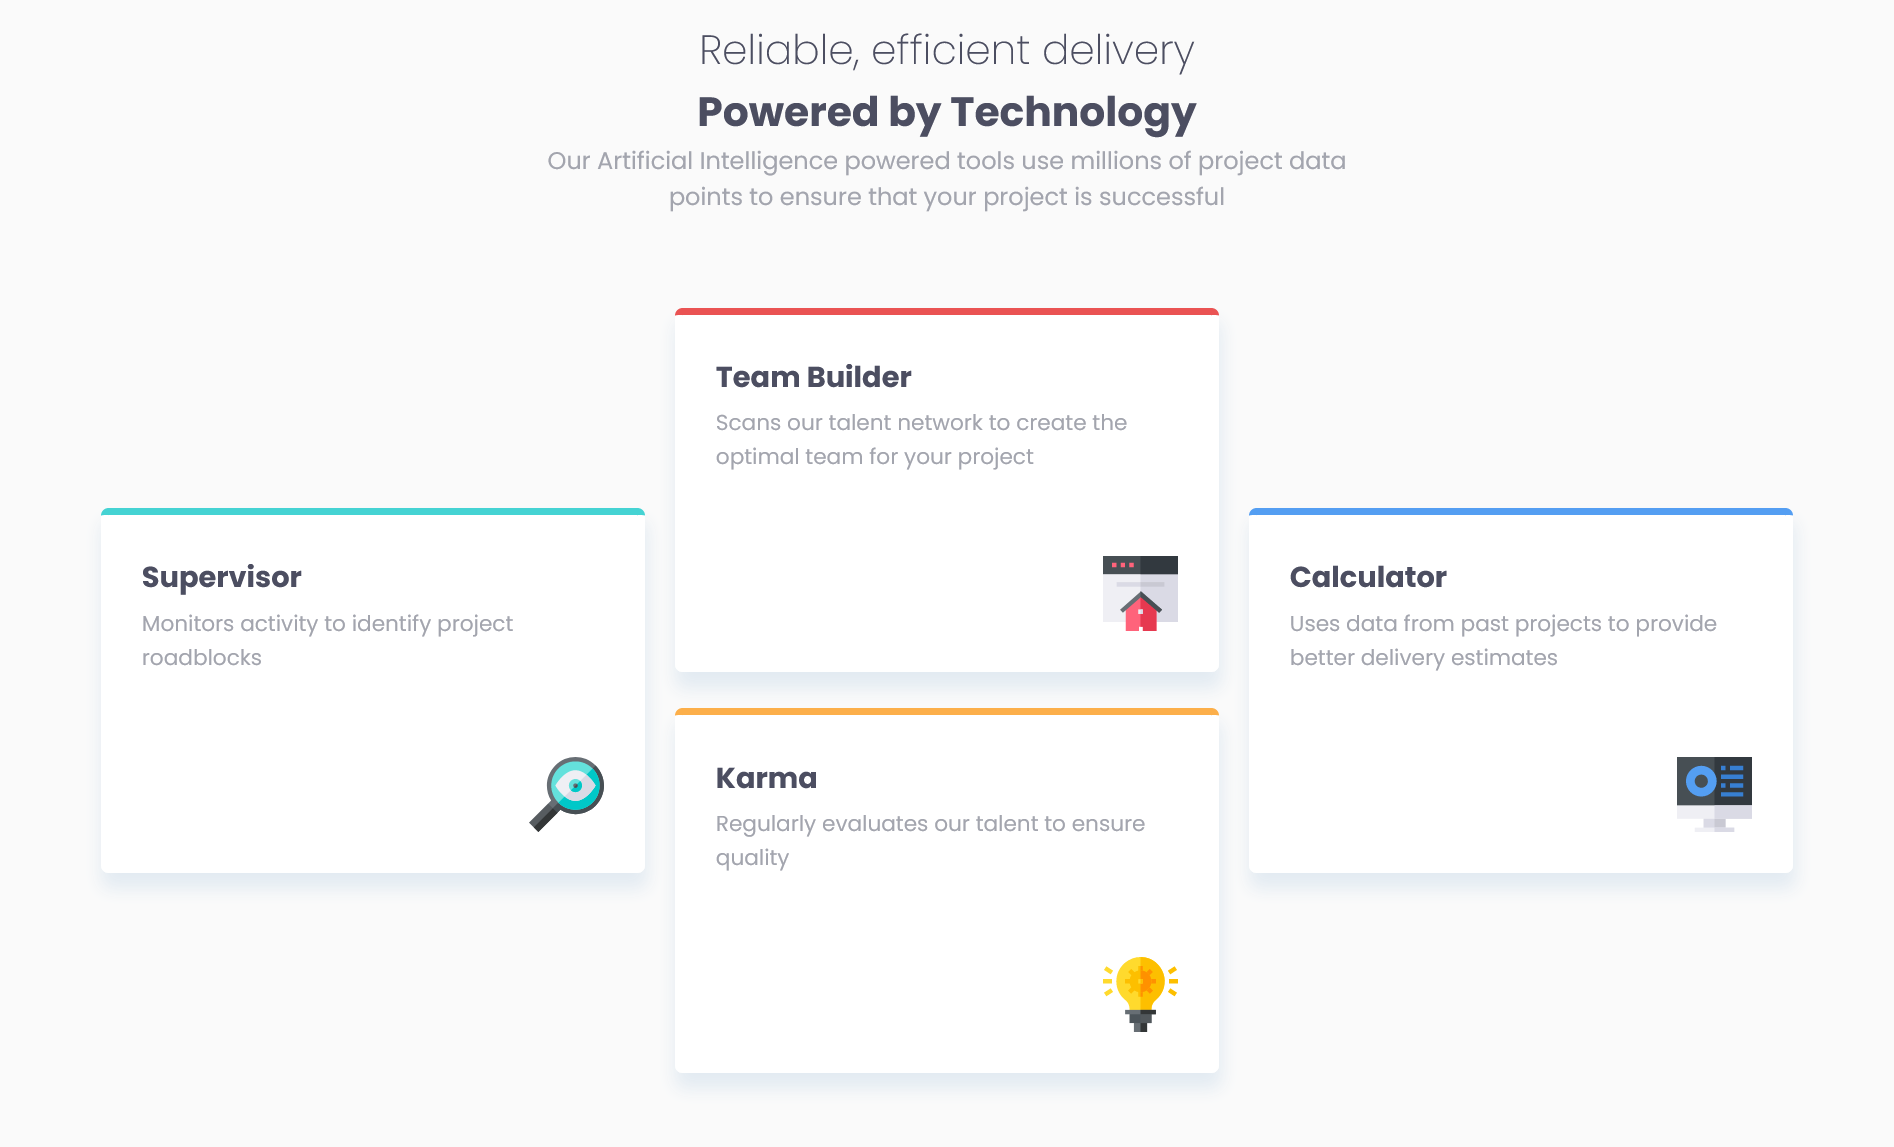 Reliable, efficient delivery
Powered by Technology
Our Artificial Intelligence powered tools use millions of project data
points to ensure that your project is successful
Supervisor
Monitors activity to identify project
roadblocks
Team Builder
Scans our talent network to create the
optimal team for your project
Karma
Regularly evaluates our talent to ensure
quality
Calculator
Uses data from past projects to provide
better delivery estimates